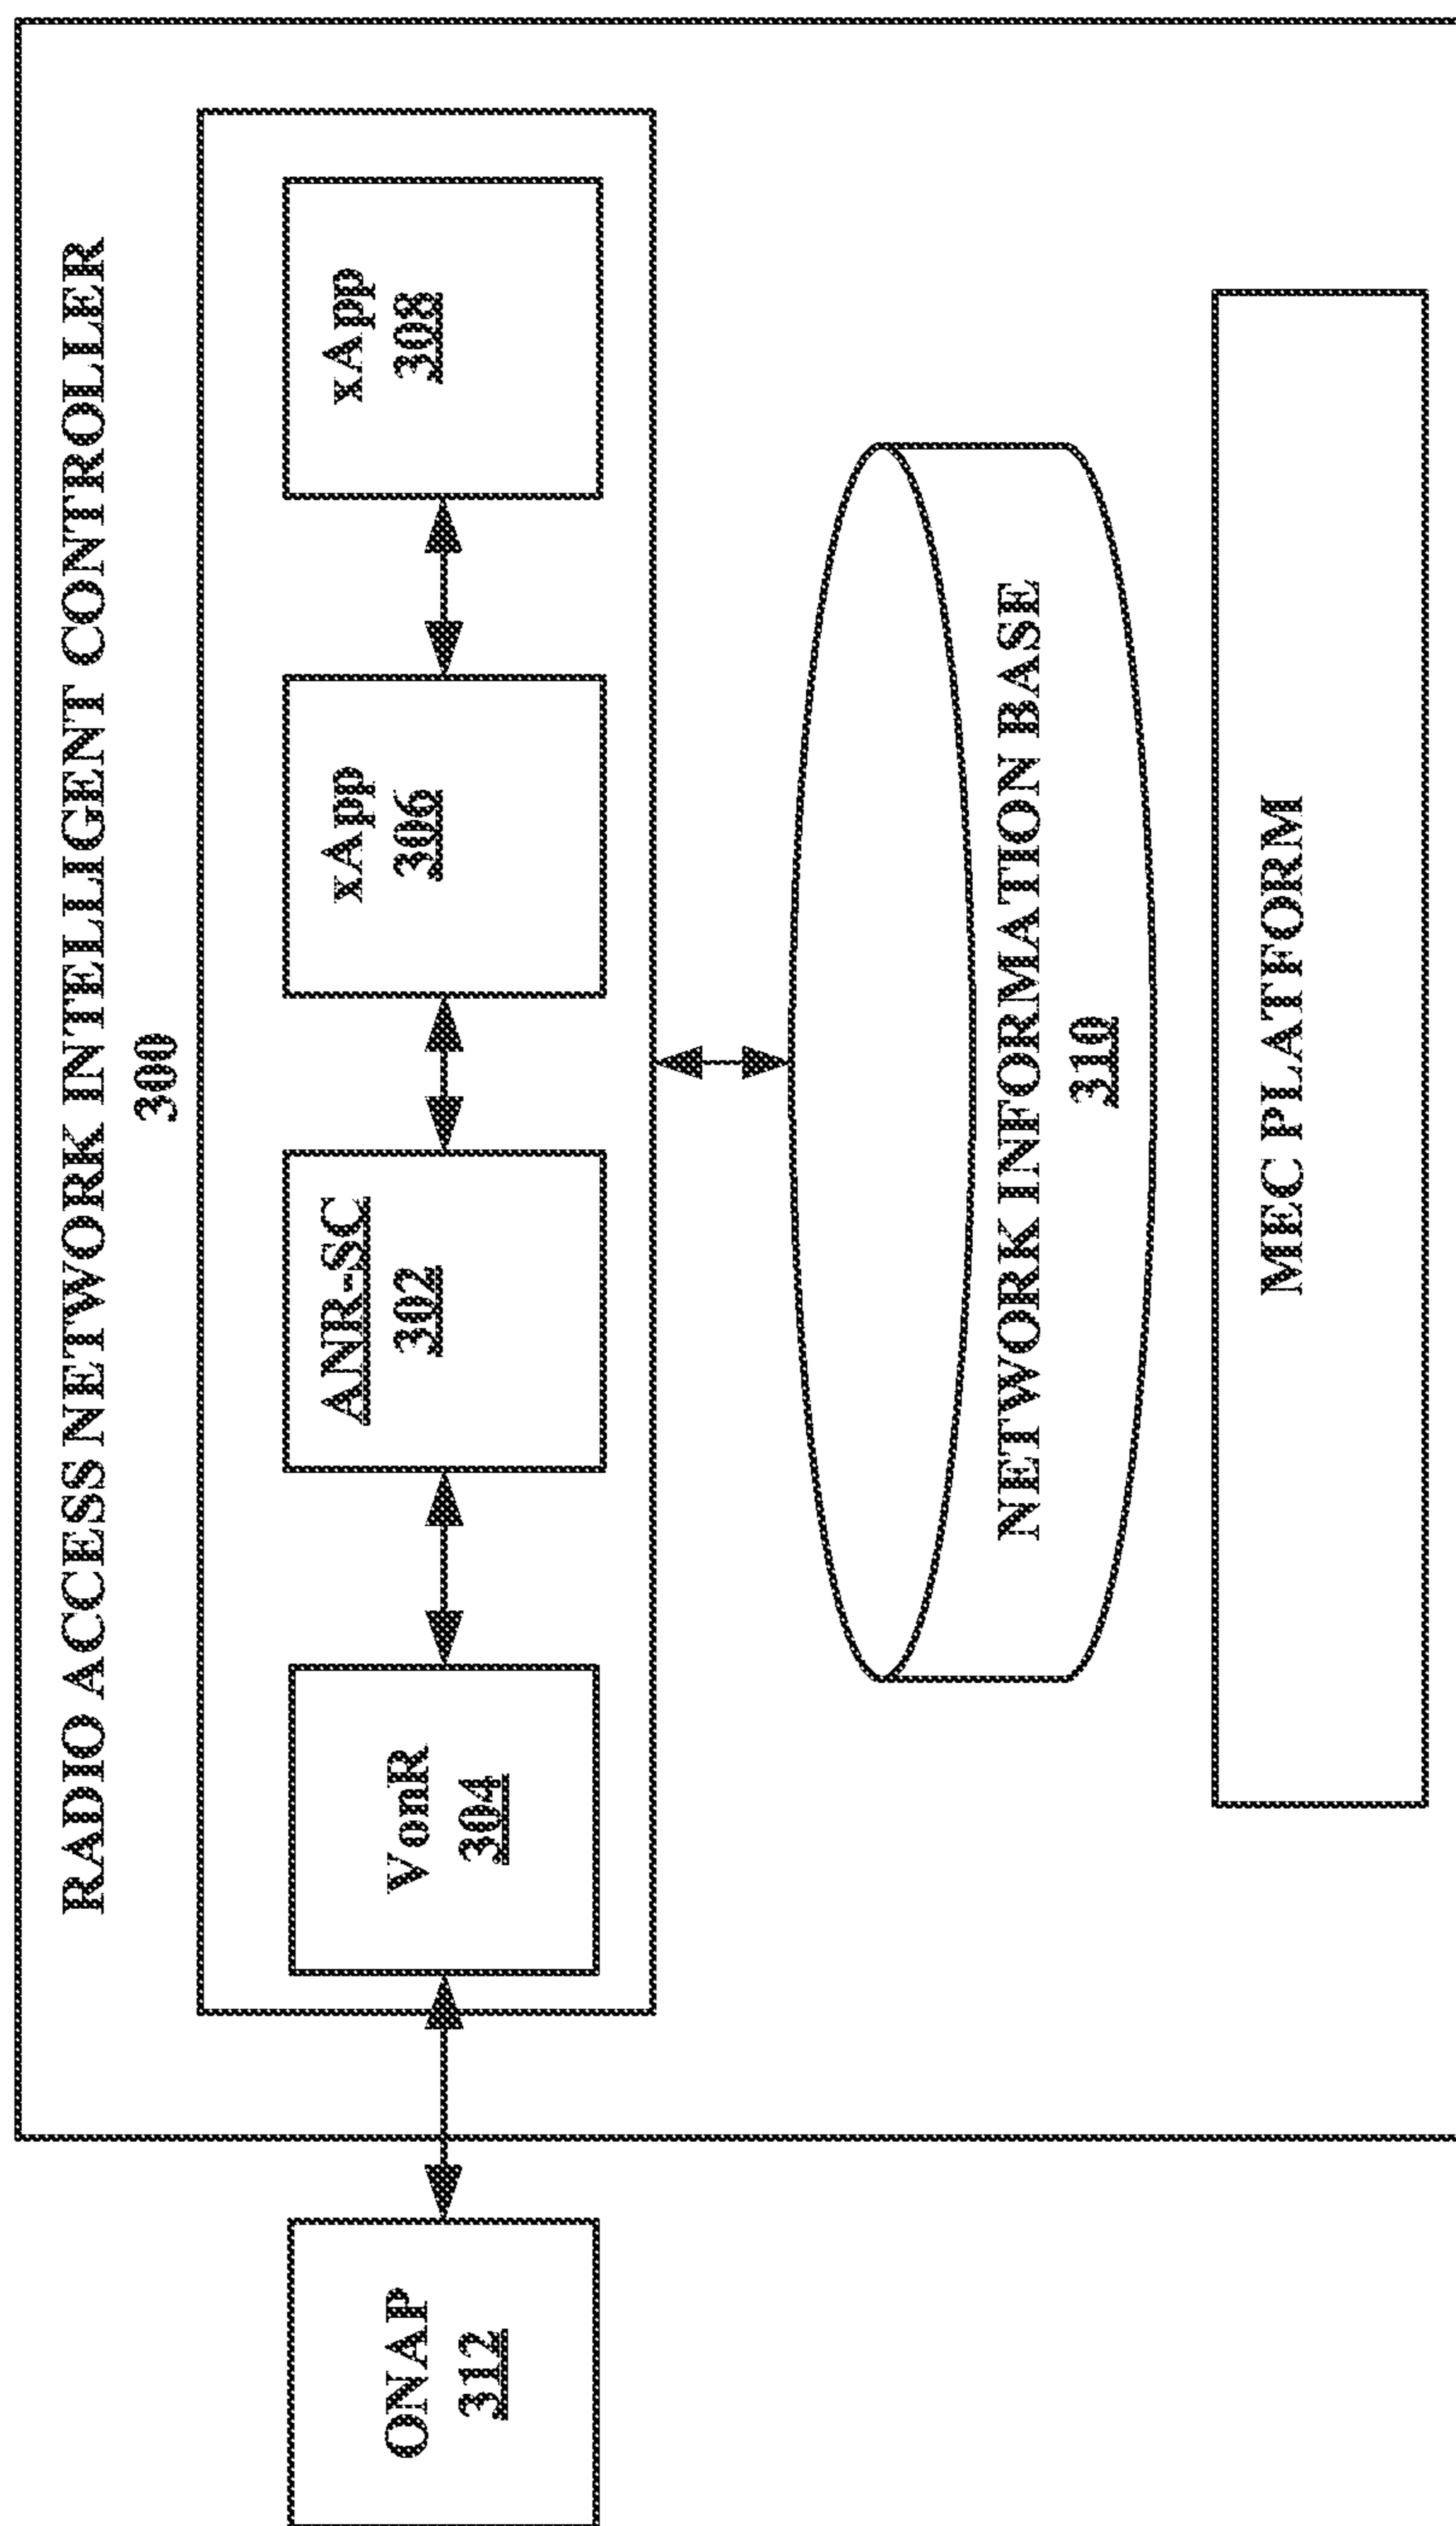 RADIO ACCESS NETWORK INTELLIGENT CONTROLLER
300
ONAP
312
VonR
304
ANR-SC
302
xApp
306
xApp
308
NETWORK INFORMATION BASE
310
MEC PLATFORM